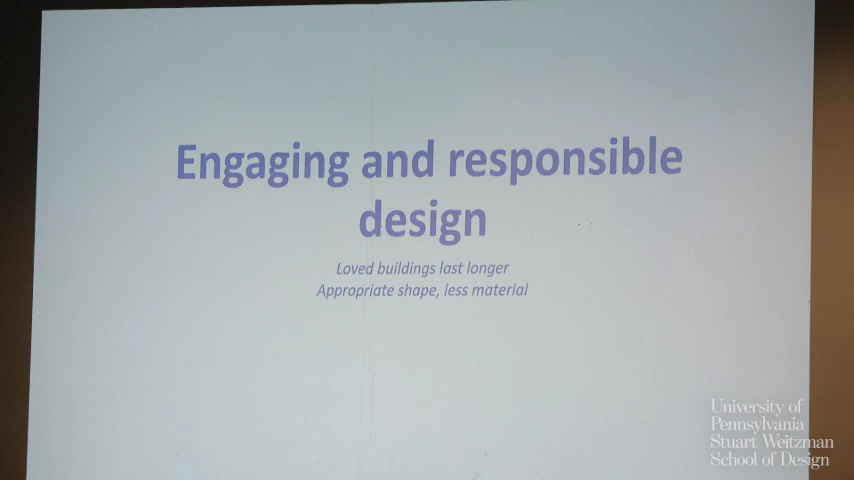 Engaging and responsible
design
Loved buildings last longer
Appropriate shape, less material
University of
Pennsylvania
Stuart Weitzman
School of Design